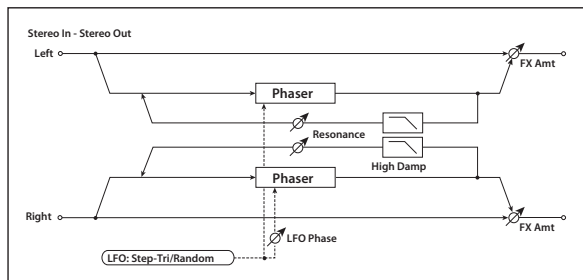 Stereo In - Stereo Out
Left
FX Amt
Phaser
Resonance
High Damp
Phaser
Right
LFO Phase
FX Amt
LFO: Step-Tri/Random